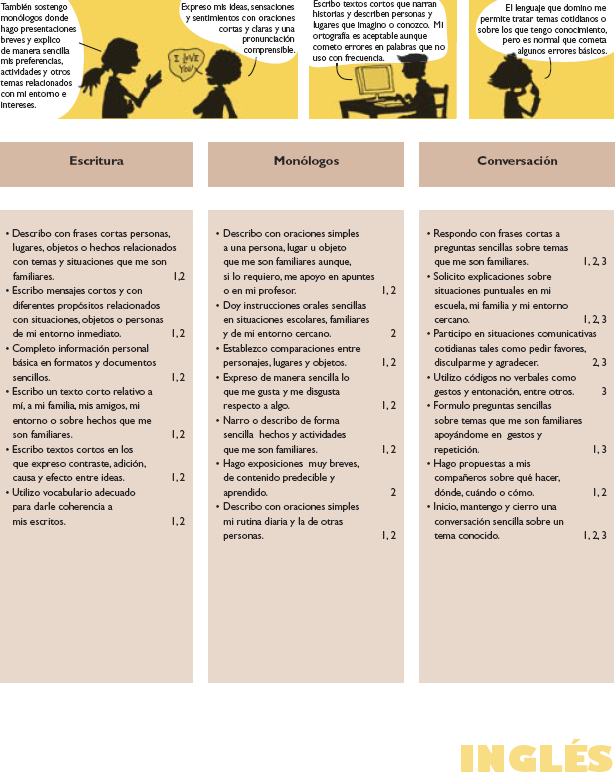 También sostengo
monólogos donde
hago presentaciones
breves y explico
de manera sencilla
mis preferencias,
actividades y otros
temas relacionados
con mi entorno e
intereses.
Expreso mis ideas, sensaciones
y sentimientos con oraciones
cortas y claras y una
pronunciación
comprensible.
I LOVE
YOU
Escribo textos cortos que narran
historias y describen personas y
lugares que imagino o conozco. Mi
ortografía es aceptable aunque
cometo errores en palabras que no
uso con frecuencia.
El lenguaje que domino me
permite tratar temas cotidianos o
sobre los que tengo conocimiento,
pero es normal que cometa
algunos errores básicos.
Escritura
• Describo con frases cortas personas,
lugares, objetos o hechos relacionados
con temas y situaciones que me son
familiares. 1,2
• Escribo mensajes cortos y con
diferentes propósitos relacionados
con situaciones, objetos o personas
de mi entorno inmediato. 1, 2
• Completo información personal
básica en formatos y documentos
sencillos. 1, 2
• Escribo un texto corto relativo a
mí, a mi familia, mis amigos, mi
entorno o sobre hechos que me
son familiares. 1, 2
• Escribo textos cortos en los
que expreso contraste, adición,
causa y efecto entre ideas. 1, 2
• Utilizo vocabulario adecuado
para darle coherencia a
mis escritos. 1, 2
Monólogos
• Describo con oraciones simples
a una persona, lugar u objeto
que me son familiares aunque,
si lo requiero, me apoyo en apuntes
o en mi profesor. 1, 2
• Doy instrucciones orales sencillas
en situaciones escolares, familiares
y de mi entorno cercano. 2
• Establezco comparaciones entre
personajes, lugares y objetos. 1, 2
• Expreso de manera sencilla lo
que me gusta y me disgusta
respecto a algo. 1, 2
• Narro o describo de forma
sencilla hechos y actividades
que me son familiares. 1, 2
• Hago exposiciones muy breves,
de contenido predecible y
aprendido. 2
• Describo con oraciones simples
mi rutina diaria y la de otras
personas. 1, 2
Conversación
• Respondo con frases cortas a
preguntas sencillas sobre temas
que me son familiares. 1, 2, 3
• Solicito explicaciones sobre
situaciones puntuales en mi
escuela, mi familia y mi entorno
cercano. 1, 2, 3
• Participo en situaciones comunicativas
cotidianas tales como pedir favores,
disculparme y agradecer. 2, 3
• Utilizo códigos no verbales como
gestos y entonación, entre otros. 3
• Formulo preguntas sencillas
sobre temas que me son familiares
apoyándome en gestos y
repetición. 1, 3
• Hago propuestas a mis
compañeros sobre qué hacer,
dónde, cuándo o cómo. 1, 2
• Inicio, mantengo y cierro una
conversación sencilla sobre un
tema conocido. 1, 2, 3
INGLÉS